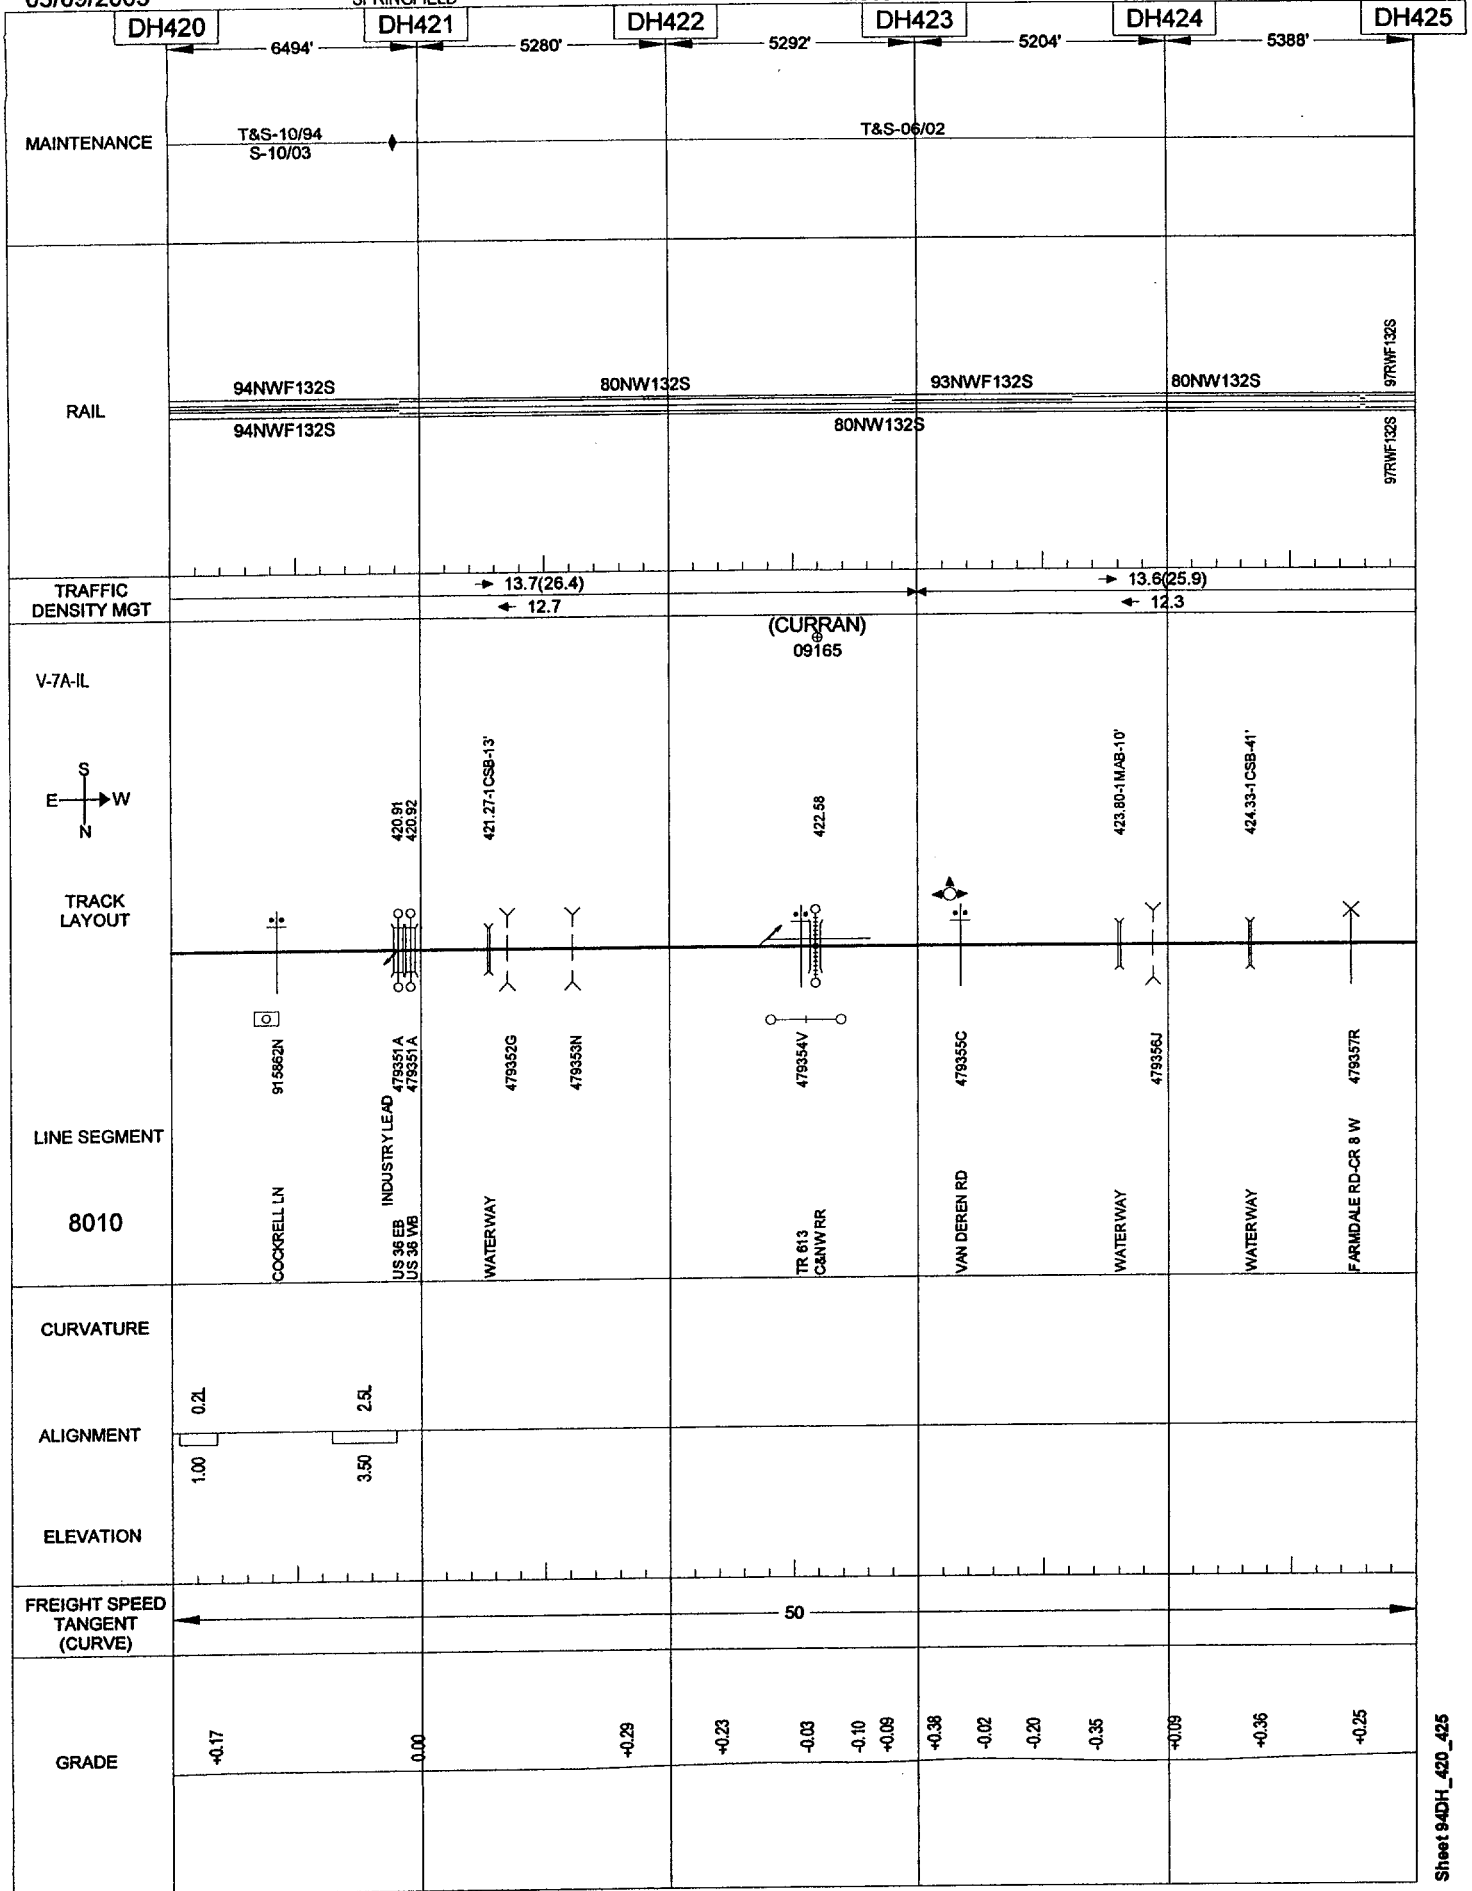 DH420
DH421
DH422
DH423
DH424
DH425
6494'
5280'
5292'
5204'
5388'
MAINTENANCE
T&S-10/94
S-10/03
T&S-06/02
RAIL
94NWF132S
80NW132S
93NWF132S
80NW132S
97RWF132S
94NWF132S
80NW132S
97RWF132S
TRAFFIC
DENSITY MGT
13.7(26.4)
12.7
13.6(25.9)
12.3
(CURRAN)
09165
V-7A-IL
S
E
W
N
420.91
420.92
421.27-1CSB-13'
422.58
423.80-1MAB-10'
424.33-1CSB-41'
TRACK
LAYOUT
915862N
479351A
479351A
479352G
479353N
479354V
479355C
479356J
479357R
LINE SEGMENT
8010
COCKRELL LN
INDUSTRY LEAD
US 36 EB
US 36 WB
WATERWAY
TR 613
C&NW RR
VAN DEREN RD
WATERWAY
WATERWAY
FARMDALE RD-CR 8 W
CURVATURE
0.2L
2.5L
ALIGNMENT
1.00
3.50
ELEVATION
FREIGHT SPEED
TANGENT
(CURVE)
50
GRADE
+0.17
0.00
+0.29
+0.23
-0.03
-0.10
+0.09
+0.38
-0.02
-0.20
-0.35
+0.09
+0.36
+0.25
Sheet 94DH_420_425